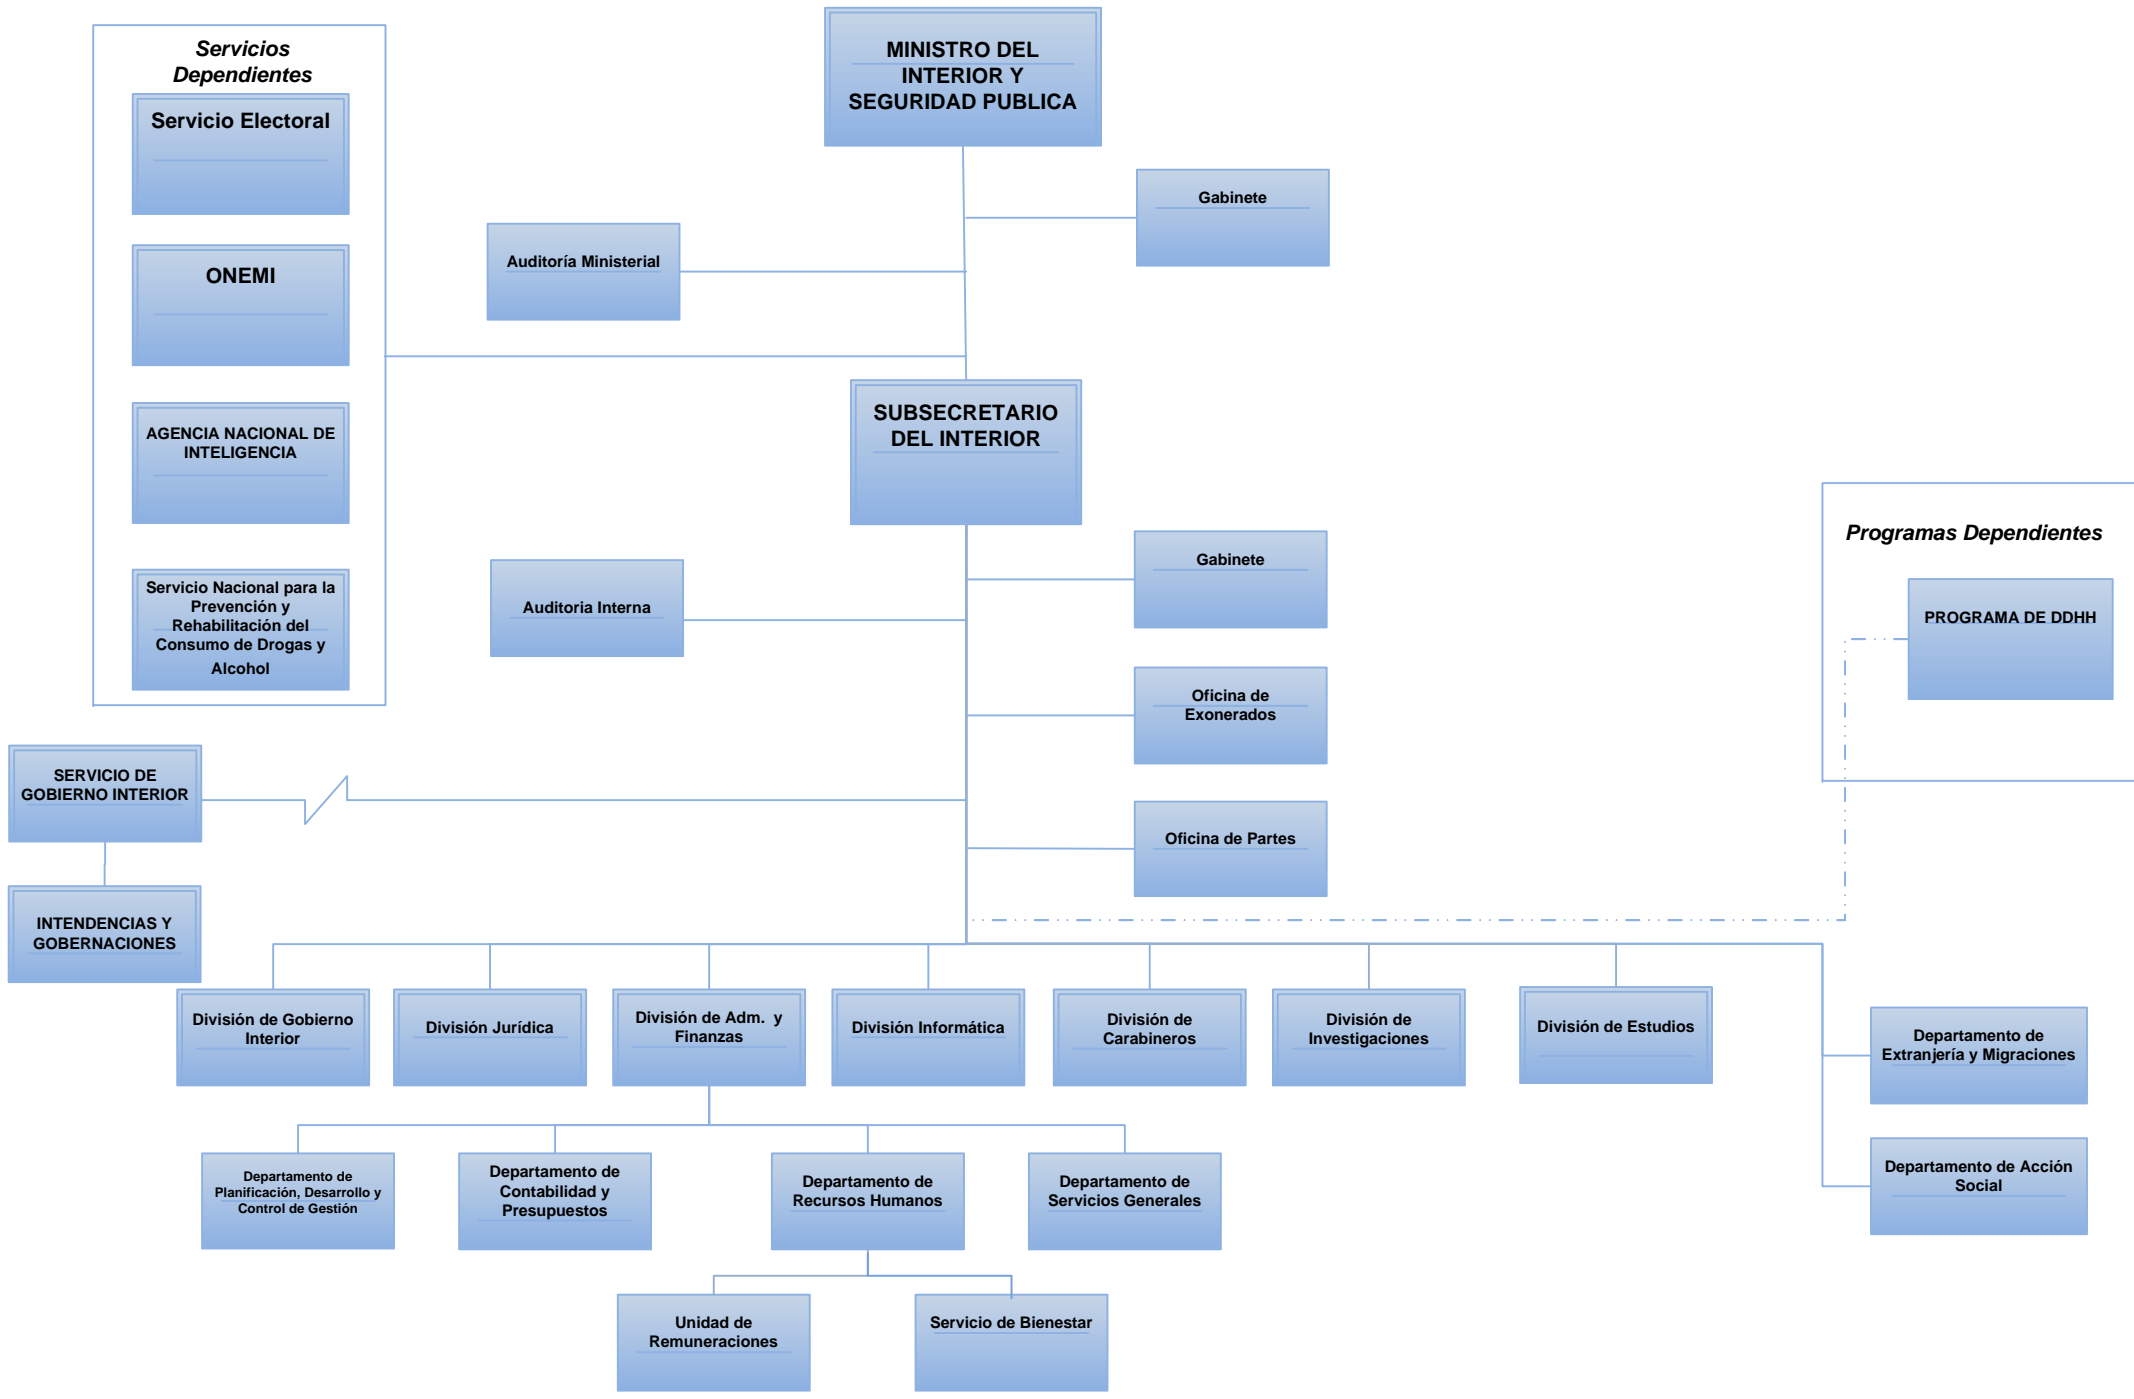 Servicios
Dependientes
Servicio Electoral
ONEMI
AGENCIA NACIONAL DE
INTELIGENCIA
Servicio Nacional para la
Prevención y
Rehabilitación del
Consumo de Drogas y
Alcohol
MINISTRO DEL
INTERIOR Y
SEGURIDAD PUBLICA
Gabinete
Auditoría Ministerial
SUBSECRETARIO
DEL INTERIOR
Gabinete
Auditoria Interna
Oficina de
Exonerados
Oficina de Partes
Programas Dependientes
PROGRAMA DE DDHH
SERVICIO DE
GOBIERNO INTERIOR
INTENDENCIAS Y
GOBERNACIONES
División de Gobierno
Interior
División Jurídica
División de Adm. y
Finanzas
División Informática
División de
Carabineros
División de
Investigaciones
División de Estudios
Departamento de
Extranjería y Migraciones
Departamento de Acción
Social
Departamento de
Planificación, Desarrollo y
Control de Gestión
Departamento de
Contabilidad y
Presupuestos
Departamento de
Recursos Humanos
Departamento de
Servicios Generales
Unidad de
Remuneraciones
Servicio de Bienestar